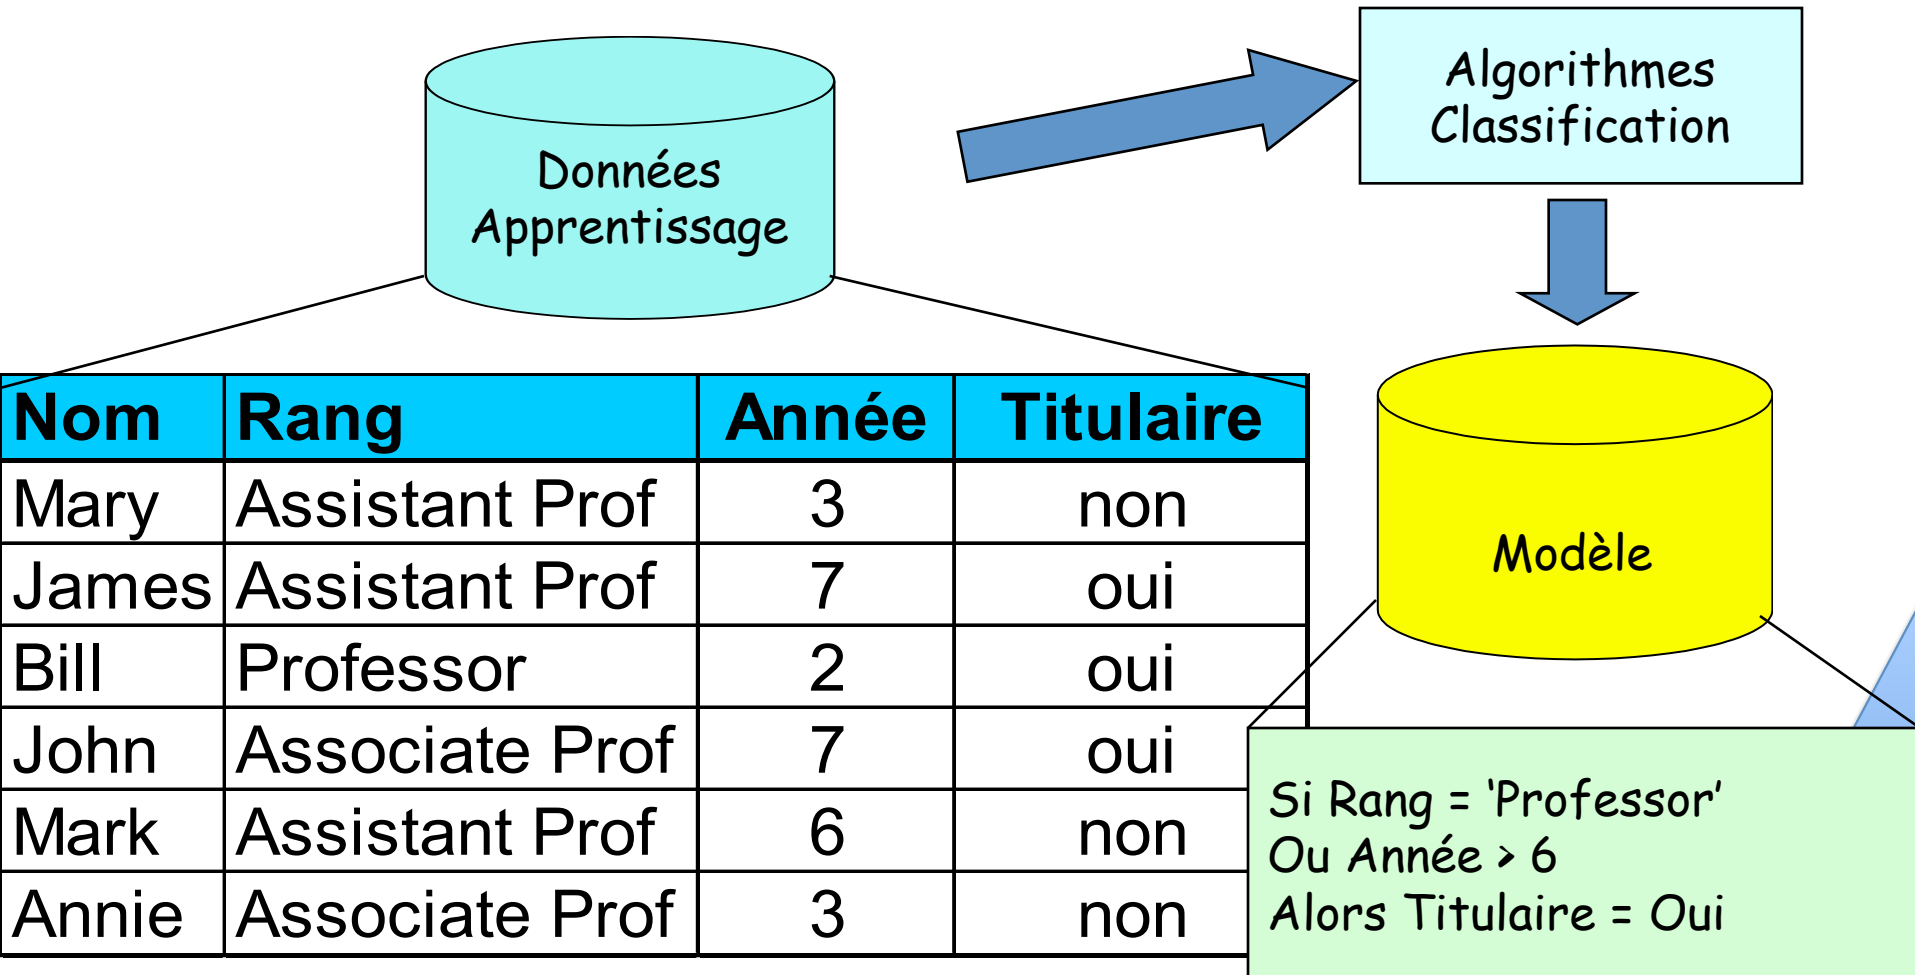 Données
Apprentissage
Algorithmes
Classification
Nom Rang Année Titulaire
Mary Assistant Prof 3 non
James Assistant Prof 7 oui
Bill Professor 2 oui
John Associate Prof 7 oui
Mark Assistant Prof 6 non
Annie Associate Prof 3 non
Modèle
Si Rang = ‘Professor’
Ou Année > 6
Alors Titulaire = Oui